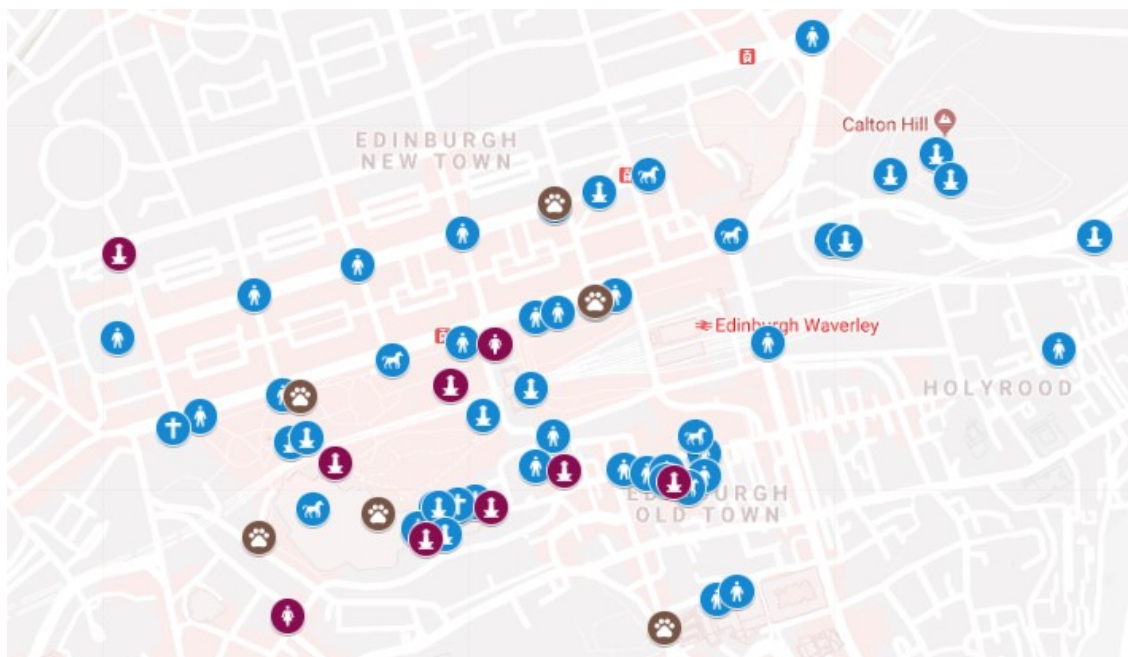 Calton Hill
EDINBURGH
NEW TOWN
Edinburgh Waverley
HOLYROOD
EDINBURGH
OLD TOWN